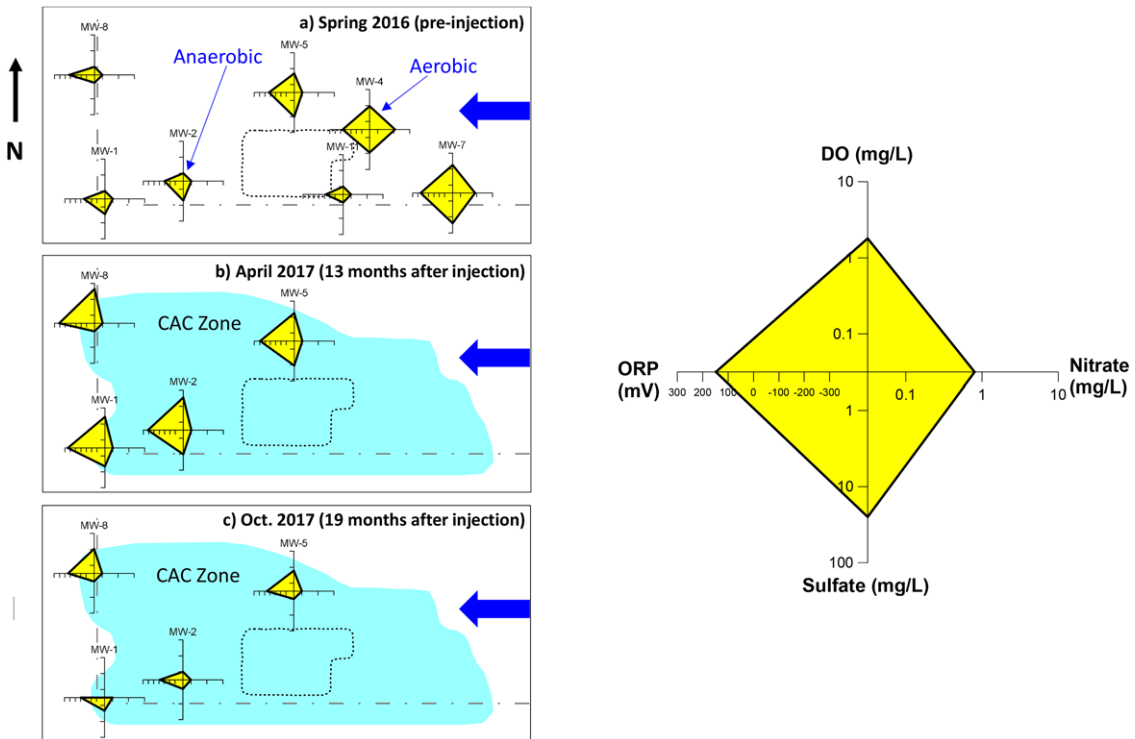 a) Spring 2016 (pre-injection)
MW-8
MW-5
Anaerobic
Aerobic
MW-4
MW-2
MW-11
MW-7
MW-1
N
b) April 2017 (13 months after injection)
MW-8
MW-5
CAC Zone
MW-2
MW-1
c) Oct. 2017 (19 months after injection)
MW-8
MW-5
CAC Zone
MW-2
MW-1
DO (mg/L)
10
1
0.1
ORP
(mV)
300 200 100 0 -100 -200 -300
0.1 1 10
Nitrate
(mg/L)
1
10
100
Sulfate (mg/L)